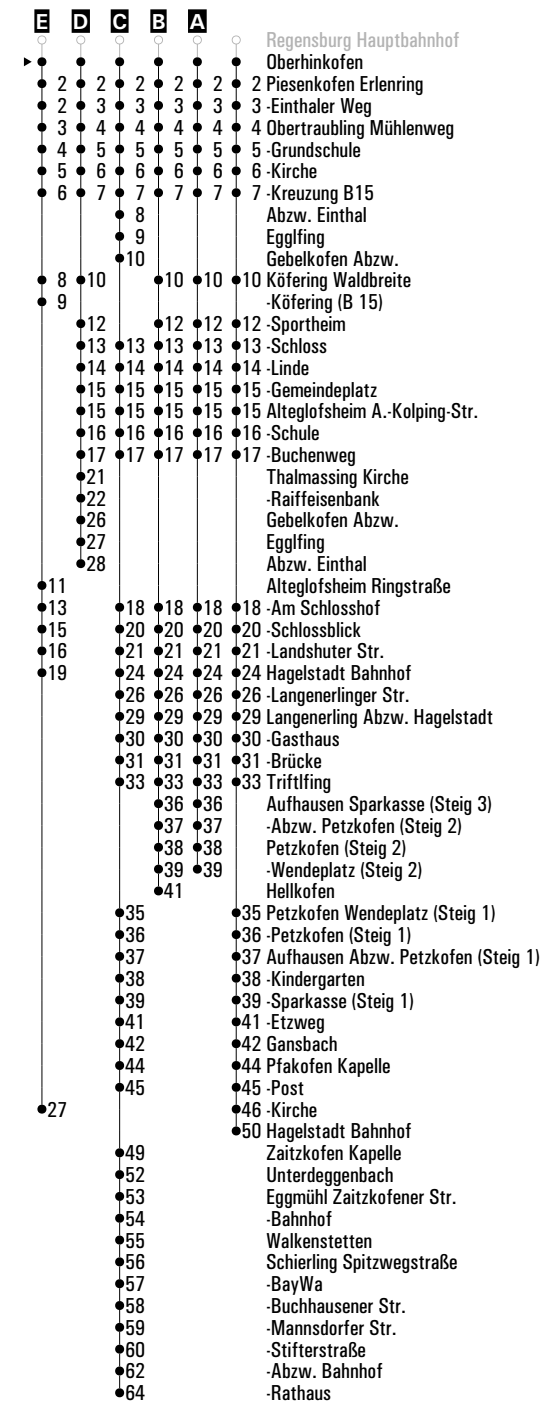 E D C B A
Regensburg Hauptbahnhof
Oberhinkofen
2 2 2 2 2 2 Piesenkofen Erlenring
2 3 3 3 3 3 -Einthaler Weg
3 4 4 4 4 4 Obertraubling Mühlenweg
4 5 5 5 5 5 -Grundschule
5 6 6 6 6 6 -Kirche
6 7 7 7 7 7 -Kreuzung B15
8 Abzw. Einthal
9 Egglfing
10 Gebelkofen Abzw.
8 10 10 10 10 Köfering Waldbreite
9 -Köfering (B 15)
12 12 12 12 -Sportheim
13 13 13 13 13 -Schloss
14 14 14 14 14 -Linde
15 15 15 15 15 -Gemeindeplatz
15 15 15 15 15 Alteglofsheim A.-Kolping-Str.
16 16 16 16 16 -Schule
17 17 17 17 17 -Buchenweg
21 Thalmassing Kirche
22 -Raiffeisenbank
26 Gebelkofen Abzw.
27 Egglfing
28 Abzw. Einthal
11 Alteglofsheim Ringstraße
13 18 18 18 18 -Am Schlosshof
15 20 20 20 20 -Schlossblick
16 21 21 21 21 -Landshuter Str.
19 24 24 24 24 Hagelstadt Bahnhof
26 26 26 26 -Langenerlinger Str.
29 29 29 29 Langenerling Abzw. Hagelstadt
30 30 30 30 -Gasthaus
31 31 31 31 -Brücke
33 33 33 33 Triftlfing
36 36 Aufhausen Sparkasse (Steig 3)
37 37 -Abzw. Petzkofen (Steig 2)
38 38 Petzkofen (Steig 2)
39 39 -Wendeplatz (Steig 2)
41 Hellkofen
35 35 Petzkofen Wendeplatz (Steig 1)
36 36 -Petzkofen (Steig 1)
37 37 Aufhausen Abzw. Petzkofen (Steig 1)
38 38 -Kindergarten
39 39 -Sparkasse (Steig 1)
41 41 -Etzweg
42 42 Gansbach
44 44 Pfakofen Kapelle
45 45 -Post
27 46 -Kirche
50 Hagelstadt Bahnhof
49 Zaitzkofen Kapelle
52 Unterdeggenbach
53 Eggmühl Zaitzkofener Str.
54 -Bahnhof
55 Walkenstetten
56 Schierling Spitzwegstraße
57 -BayWa
58 -Buchhausener Str.
59 -Mannsdorfer Str.
60 -Stifterstraße
62 -Abzw. Bahnhof
64 -Rathaus